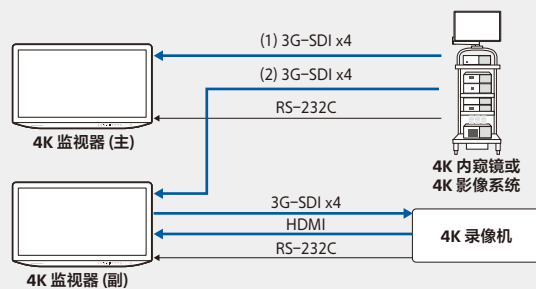 (1) 3G-SDI x4
(2) 3G-SDI x4
RS-232C
4K 监视器 (主)
4K 内窥镜或
4K 影像系统
3G-SDI x4
HDMI
RS-232C
4K 录像机
4K 监视器 (副)